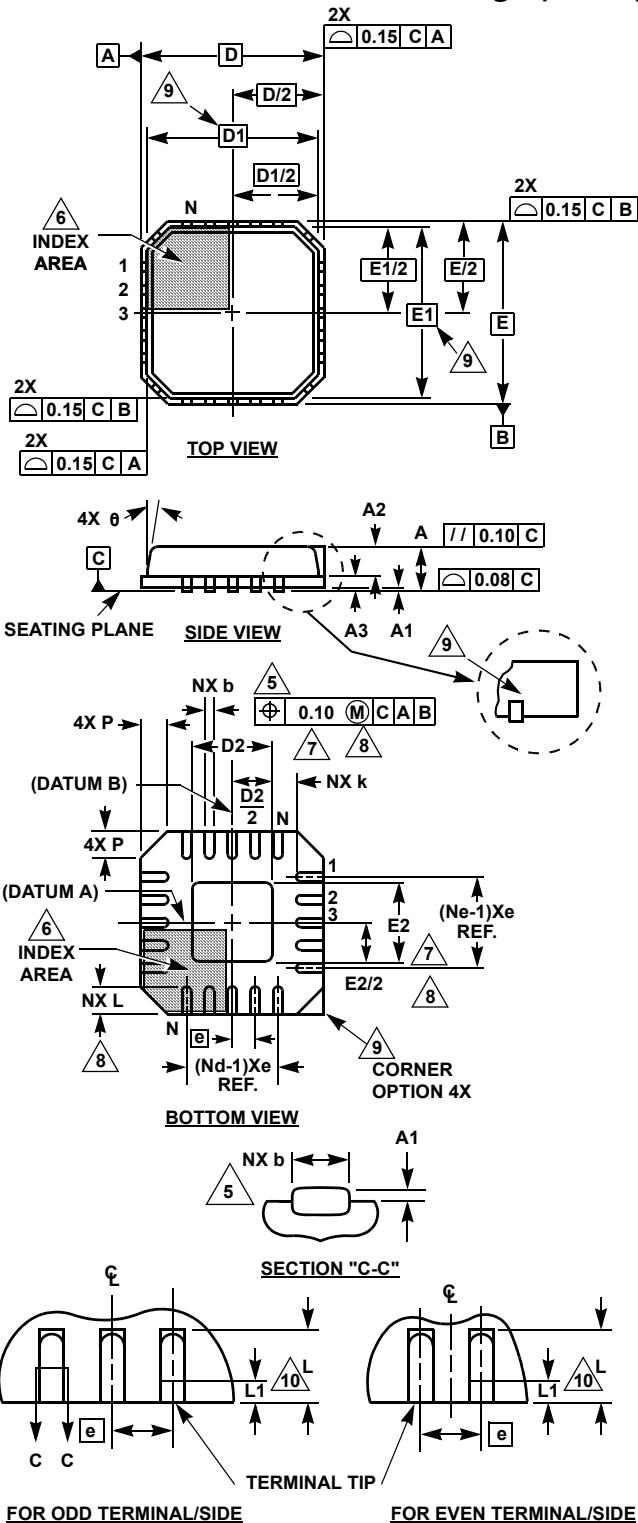 2X
A
D
0.15 C A
9
D/2
D1
D1/2
2X
0.15 C B
6
INDEX
AREA
N
1
2
3
E1/2
E/2
E1
E
9
2X
0.15 C B
2X
0.15 C A
B
TOP VIEW
4X θ
A2
A
// 0.10 C
C
0.08 C
SEATING PLANE
SIDE VIEW
A3
A1
9
NX b
5
0.10 M C A B
4X P
D2
7
8
(DATUM B)
D2
2
N
NX k
4X P
1
2
3
(DATUM A)
(Ne-1)Xe
REF.
6
INDEX
AREA
E2
7
E2/2
8
NX L
N
e
8
(Nd-1)Xe
REF.
9
CORNER
OPTION 4X
BOTTOM VIEW
A1
NX b
5
SECTION "C-C"
C L
C L
10
L
L1
10
L
L1
e
C C
e
TERMINAL TIP
FOR ODD TERMINAL/SIDE
FOR EVEN TERMINAL/SIDE